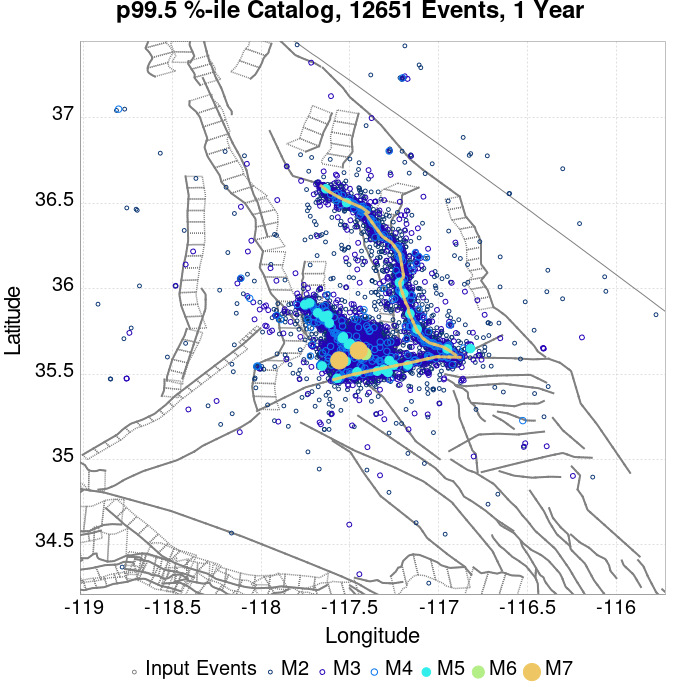 p99.5 %-ile Catalog, 12651 Events, 1 Year
37
36.5
36
35.5
35
34.5
Latitude
-119 -118.5 -118 -117.5 -117 -116.5 -116
Longitude
Input Events M2 M3 M4 M5 M6 M7